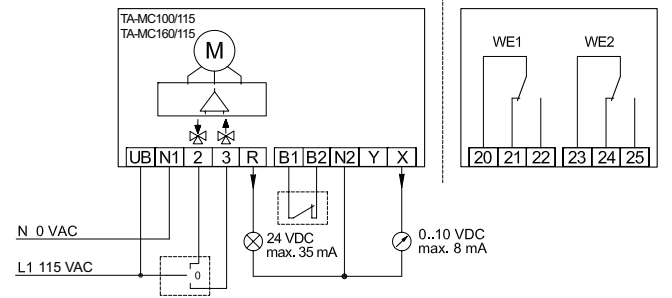 TA-MC100/115
TA-MC160/115
M
WE1 WE2
UB N1 2 3 R B1 B2 N2 Y X
20 21 22 23 24 25
N 0 VAC
24 VDC
max. 35 mA
0..10 VDC
max. 8 mA
L1 115 VAC
0